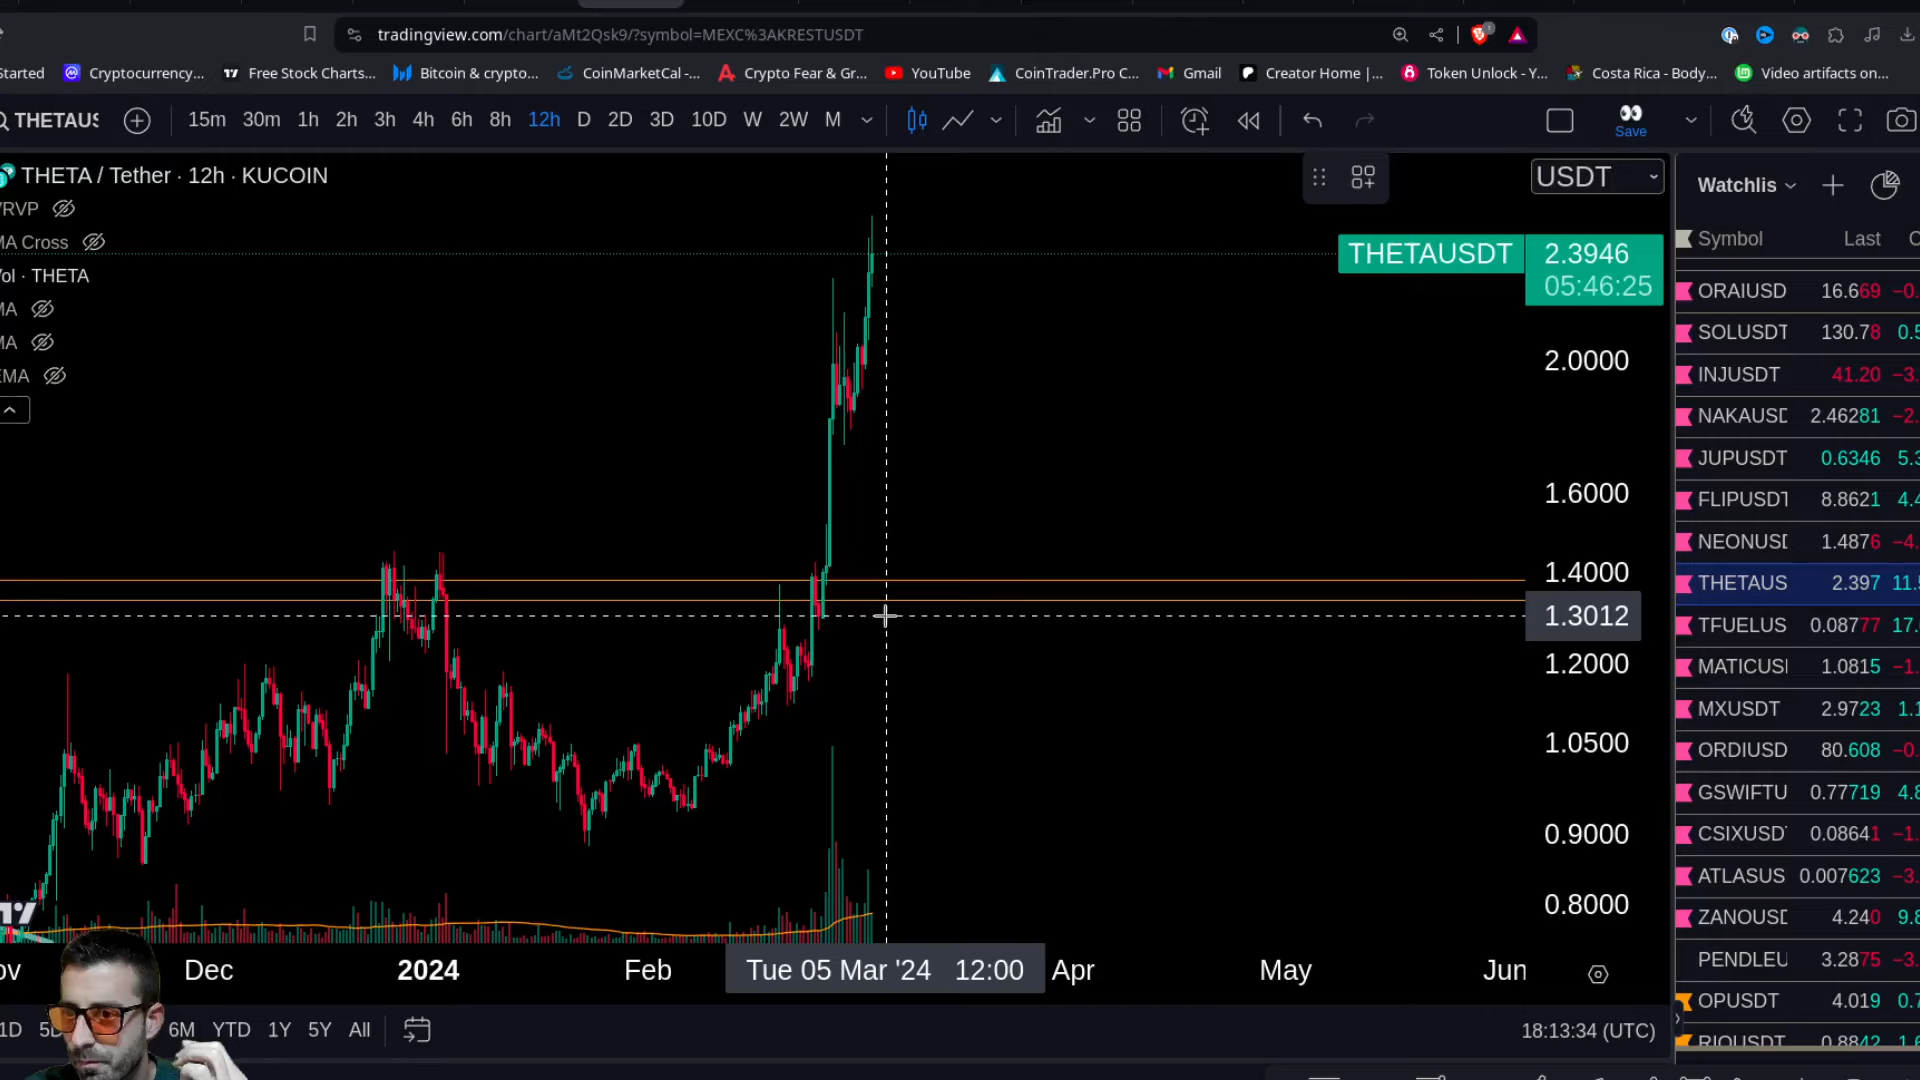 tradingview.com/chart/aMt2Qsk9/?symbol=MEXC%3AKRESTUSDT
Started Cryptocurrency... Free Stock Charts... Bitcoin & crypto... CoinMarketCal -... Crypto Fear & Gr... YouTube CoinTrader.Pro C... Gmail Creator Home |... Token Unlock - Y... Costa Rica - Body... Video artifacts on...
THETAUS 15m 30m 1h 2h 3h 4h 6h 8h 12h D 2D 3D 10D W 2W M Save
THETA / Tether · 12h · KUCOIN
USDT
Watchlis
VRVP
MA Cross
Vol · THETA
MA
MA
EMA
Symbol Last C
THETAUSDT 2.3946
05:46:25
2.0000
1.6000
1.4000
1.3012
1.2000
1.0500
0.9000
0.8000
ORAIUSD 16.669 −0.
SOLUSDT 130.78 0.5
INJUSDT 41.20 −3.
NAKAUSD 2.46281 −2.
JUPUSDT 0.6346 5.3
FLIPUSDT 8.8621 4.4
NEONUSD 1.4876 −4.
THETAUS 2.397 11.5
TFUELUS 0.08777 17.
MATICUSI 1.0815 −1.
MXUSDT 2.9723 1.1
ORDIUSD 80.608 −0.
GSWIFTU 0.77719 4.8
CSIXUSD 0.08641 −1.
ATLASUS 0.007623 −3.
ZANOUSD 4.240 9.8
PENDLEU 3.2875 −3.
OPUSDT 4.019 0.7
RIOUSDT 0.8842 1.6
ov Dec 2024 Feb Tue 05 Mar '24 12:00 Apr May Jun
1D 5D 6M YTD 1Y 5Y All
18:13:34 (UTC)